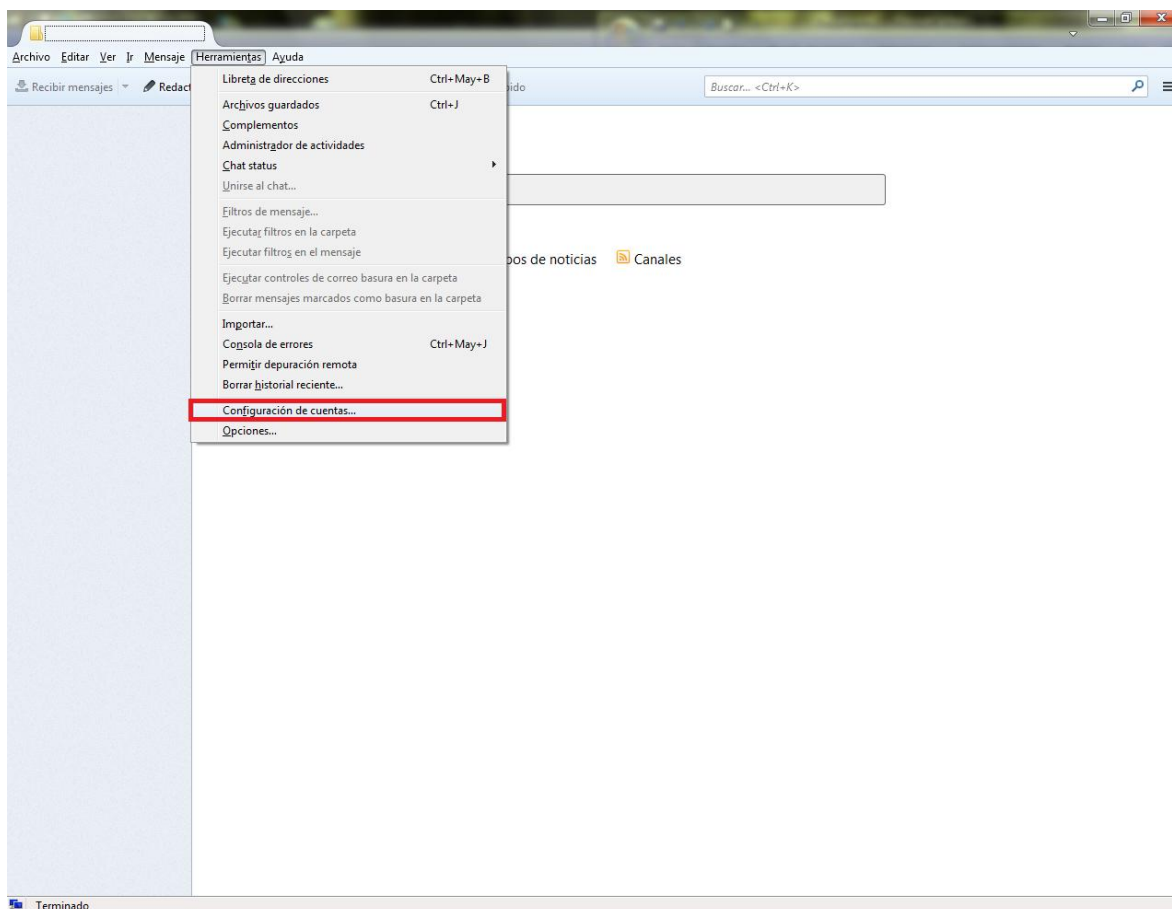 Archivo Editar Ver Ir Mensaje Herramientas Ayuda
Recibir mensajes Redact
Buscar... <Ctrl+K>
Libreta de direcciones Ctrl+May+B
Archivos guardados Ctrl+J
Complementos
Administrador de actividades
Chat status
Unirse al chat...
Filtros de mensaje...
Ejecutar filtros en la carpeta
Ejecutar filtros en el mensaje
pos de noticias Canales
Ejecutar controles de correo basura en la carpeta
Borrar mensajes marcados como basura en la carpeta
Importar...
Consola de errores Ctrl+May+J
Permitir depuración remota
Borrar historial reciente...
Configuración de cuentas...
Opciones...
Terminado